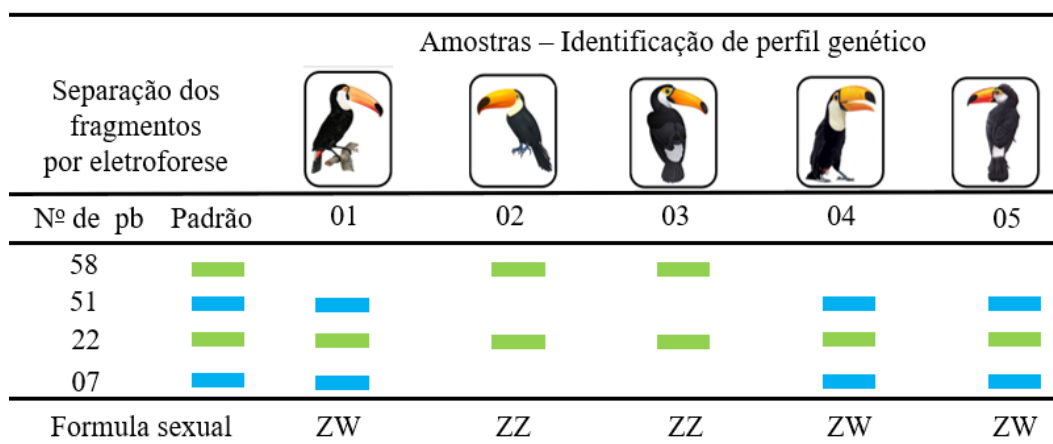 Amostras – Identificação de perfil genético
Separação dos
fragmentos
por eletroforese
Nº de pb Padrão 01 02 03 04 05
58
51
22
07
Formula sexual ZW ZZ ZZ ZW ZW